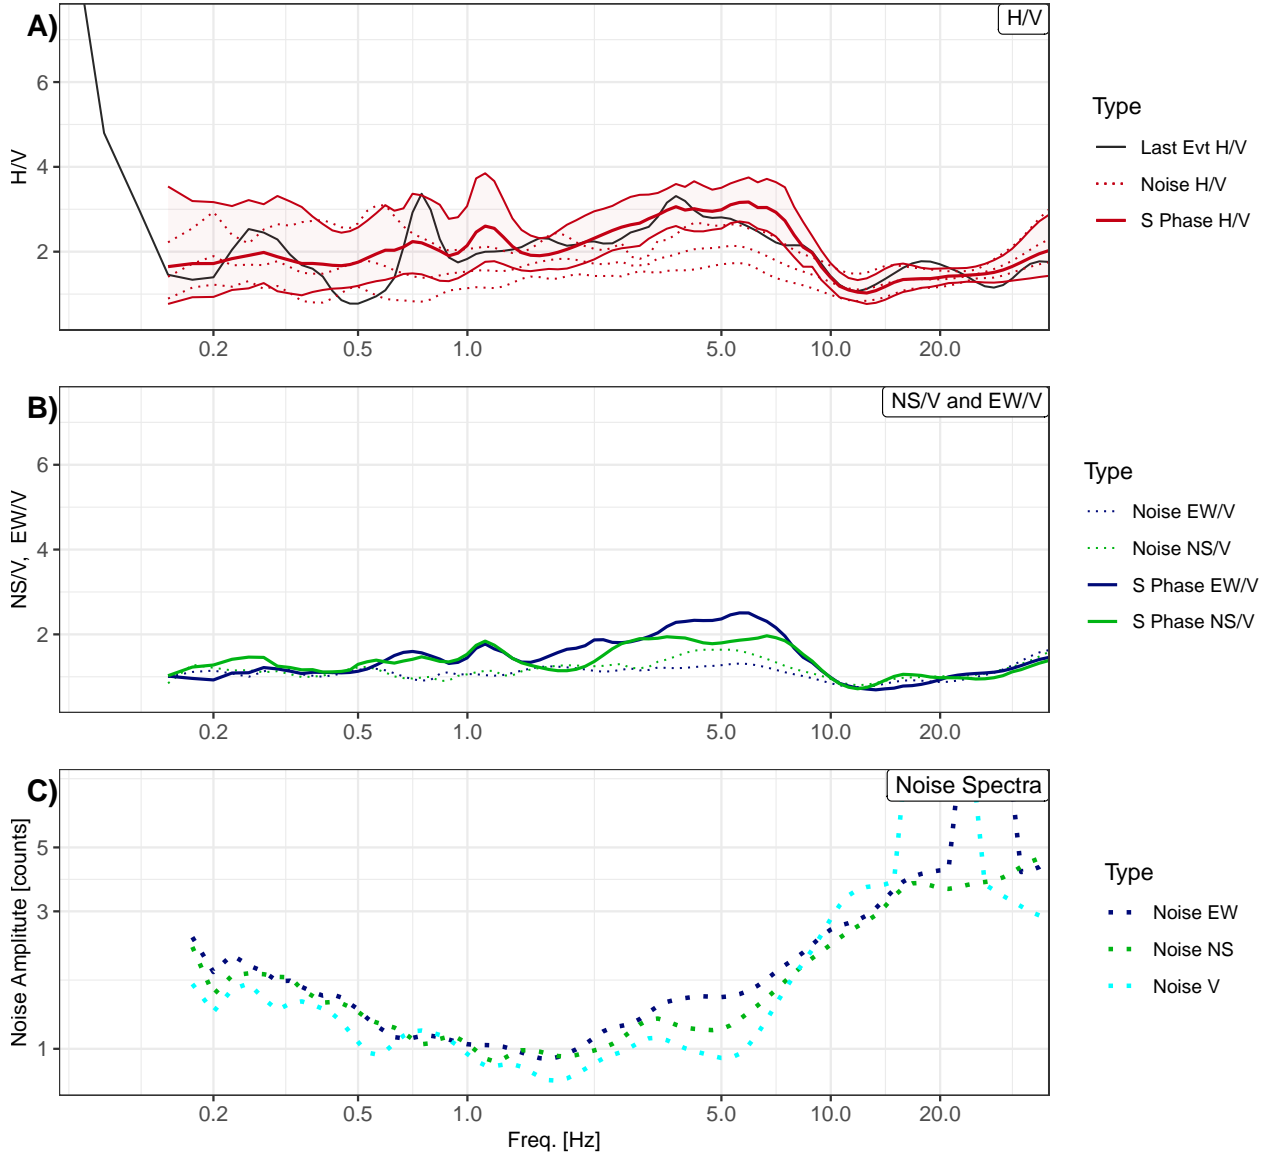 A)
H/V
H/V
6
4
2
0.2 0.5 1.0 5.0 10.0 20.0
Type
Last Evt H/V
Noise H/V
S Phase H/V
B)
NS/V and EW/V
NS/V, EW/V
6
4
2
0.2 0.5 1.0 5.0 10.0 20.0
Type
Noise EW/V
Noise NS/V
S Phase EW/V
S Phase NS/V
C)
Noise Spectra
Noise Amplitude [counts]
5
3
1
0.2 0.5 1.0 5.0 10.0 20.0
Freq. [Hz]
Type
Noise EW
Noise NS
Noise V